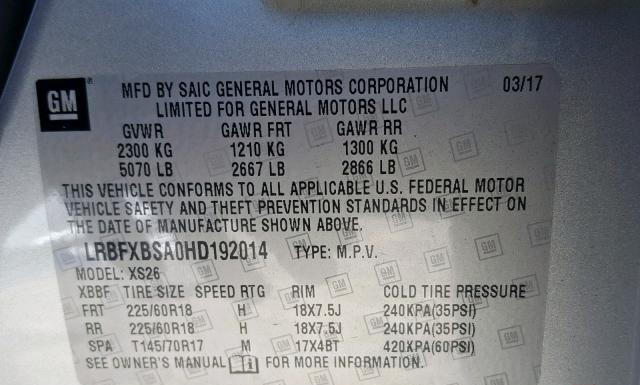 GM MFD BY SAIC GENERAL MOTORS CORPORATION 03/17
LIMITED FOR GENERAL MOTORS LLC
GVWR GAWR FRT GAWR RR
2300 KG 1210 KG 1300 KG
5070 LB 2667 LB 2866 LB
THIS VEHICLE CONFORMS TO ALL APPLICABLE U.S. FEDERAL MOTOR
VEHICLE SAFETY AND THEFT PREVENTION STANDARDS IN EFFECT ON
THE DATE OF MANUFACTURE SHOWN ABOVE.
LRBFXBSA0HD192014 TYPE: M.P.V.
MODEL: XS26
XBBF TIRE SIZE SPEED RTG RIM COLD TIRE PRESSURE
FRT 225/60R18 H 18X7.5J 240KPA(35PSI)
RR 225/60R18 H 18X7.5J 240KPA(35PSI)
SPA T145/70R17 M 17X4BT 420KPA(60PSI)
SEE OWNER'S MANUAL FOR MORE INFORMATION.